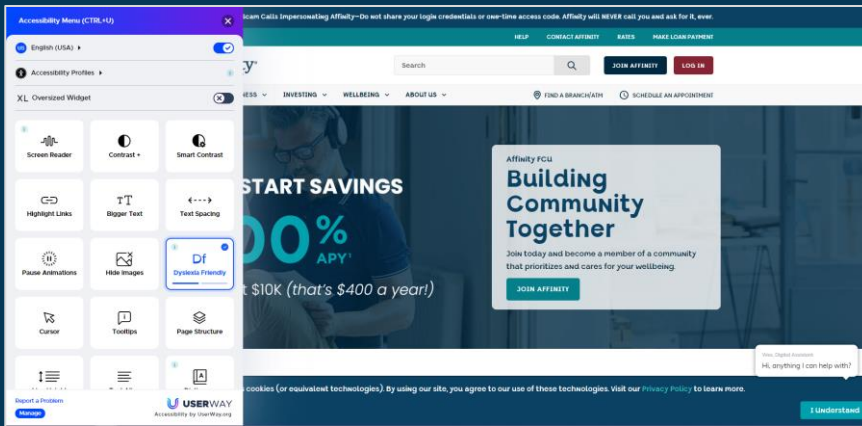 Accessibility Menu (CTRL+U)
English (USA)
Accessibility Profiles
XL Oversized Widget
Screen Reader
Contrast +
Smart Contrast
Highlight Links
Bigger Text
Text Spacing
Pause Animations
Hide Images
Df
Dyslexia Friendly
Cursor
Tooltips
Page Structure
Report a Problem
Manage
USERWAY
Accessibility by UserWay.org
Scam Calls Impersonating Affinity—Do not share your login credentials or one-time access code. Affinity will NEVER call you and ask for it, ever.
HELP CONTACT AFFINITY RATES MAKE LOAN PAYMENT
Search
JOIN AFFINITY LOG IN
INVESTING WELLBEING ABOUT US FIND A BRANCH/ATM SCHEDULE AN APPOINTMENT
START SAVINGS
00% APY¹
$10K (that's $400 a year!)
Affinity FCU
Building
Community
Together
Join today and become a member of a community
that prioritizes and cares for your wellbeing.
JOIN AFFINITY
Digital Assistant
Hi, anything I can help with?
cookies (or equivalent technologies). By using our site, you agree to our use of these technologies. Visit our Privacy Policy to learn more.
I Understand